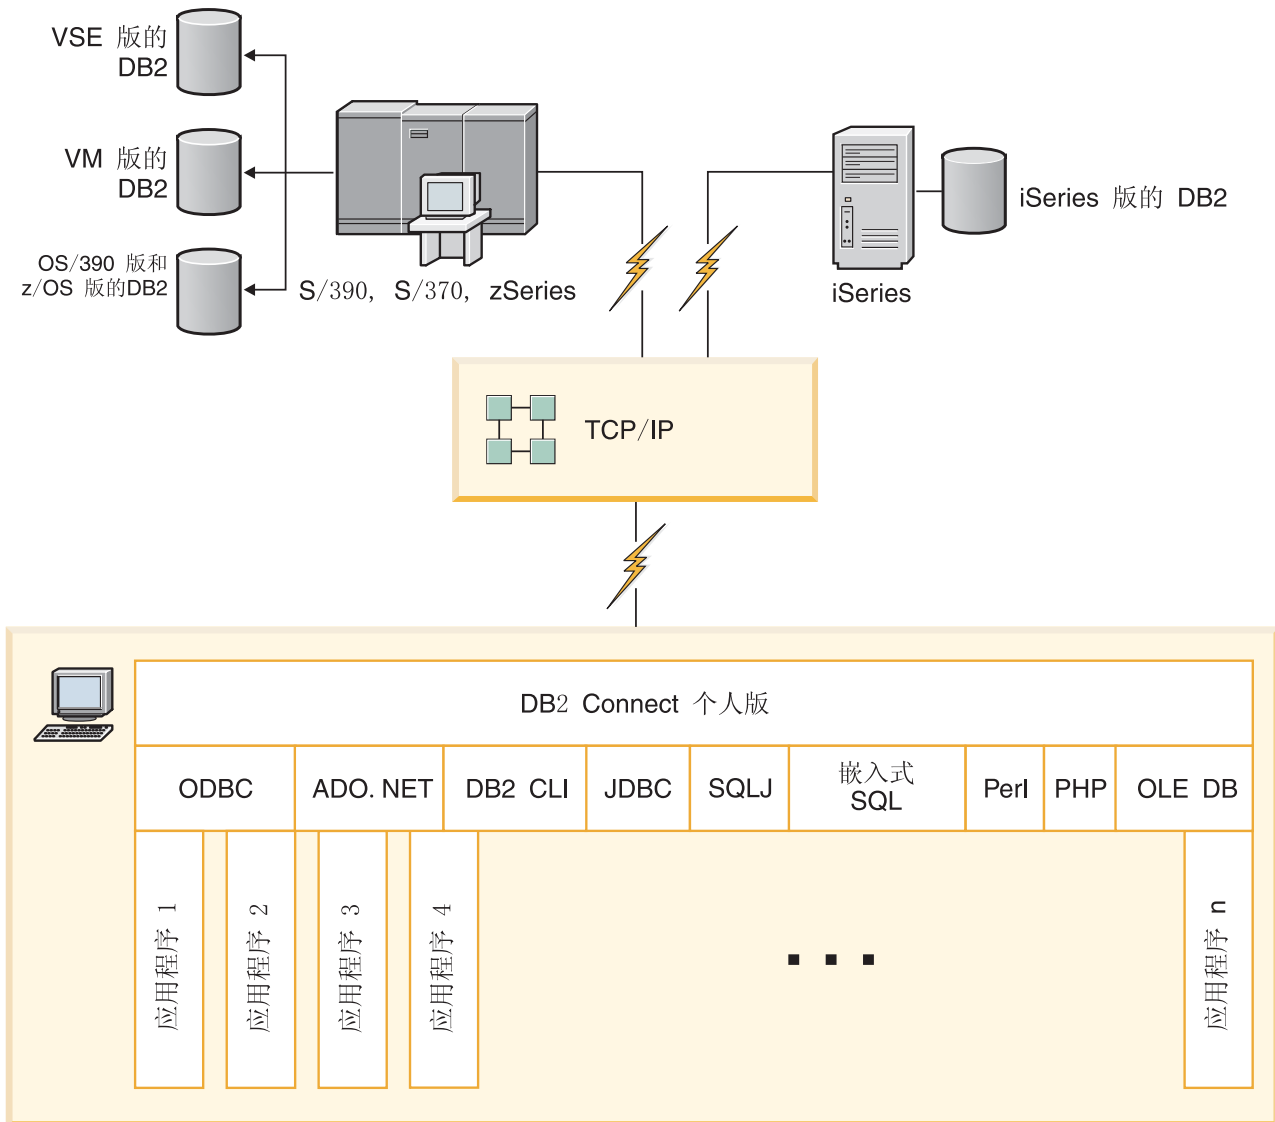 VSE 版的
DB2
VM 版的
DB2
OS/390 版和
z/OS 版的DB2
S/390, S/370, zSeries
iSeries 版的 DB2
iSeries
TCP/IP
DB2 Connect 个人版
ODBC
ADO. NET
DB2 CLI
JDBC
SQLJ
嵌入式
SQL
Perl
PHP
OLE DB
应用程序 1
应用程序 2
应用程序 3
应用程序 4
应用程序 n